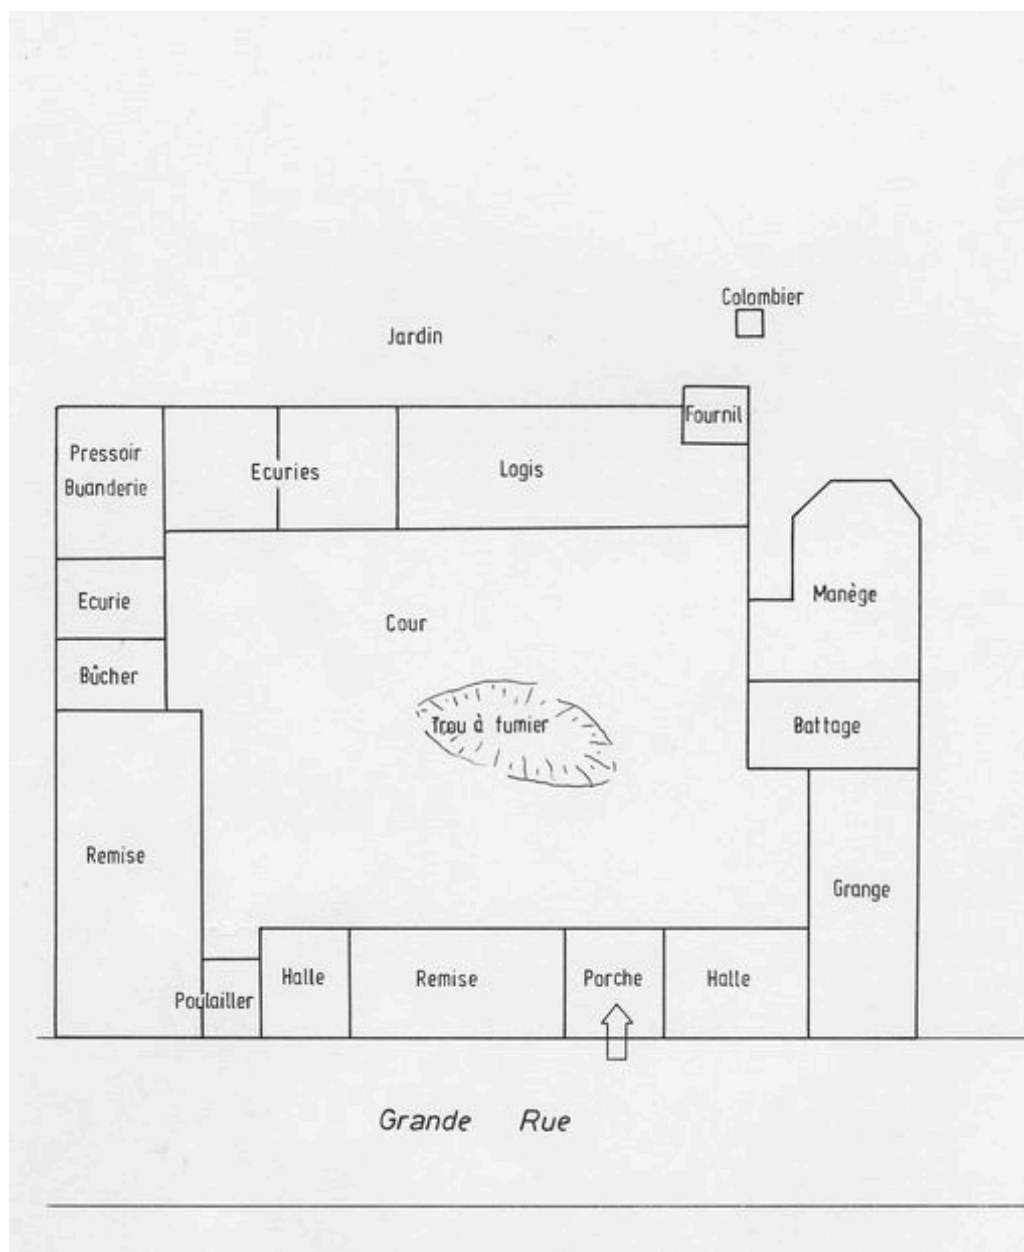 Colombier
Jardin
Fournil
Pressoir
Buanderie
Ecuries
Logis
Ecurie
Manège
Cour
Bûcher
Trou à fumier
Battage
Remise
Grange
Poulailler
Halle
Remise
Porche
Halle
Grande Rue